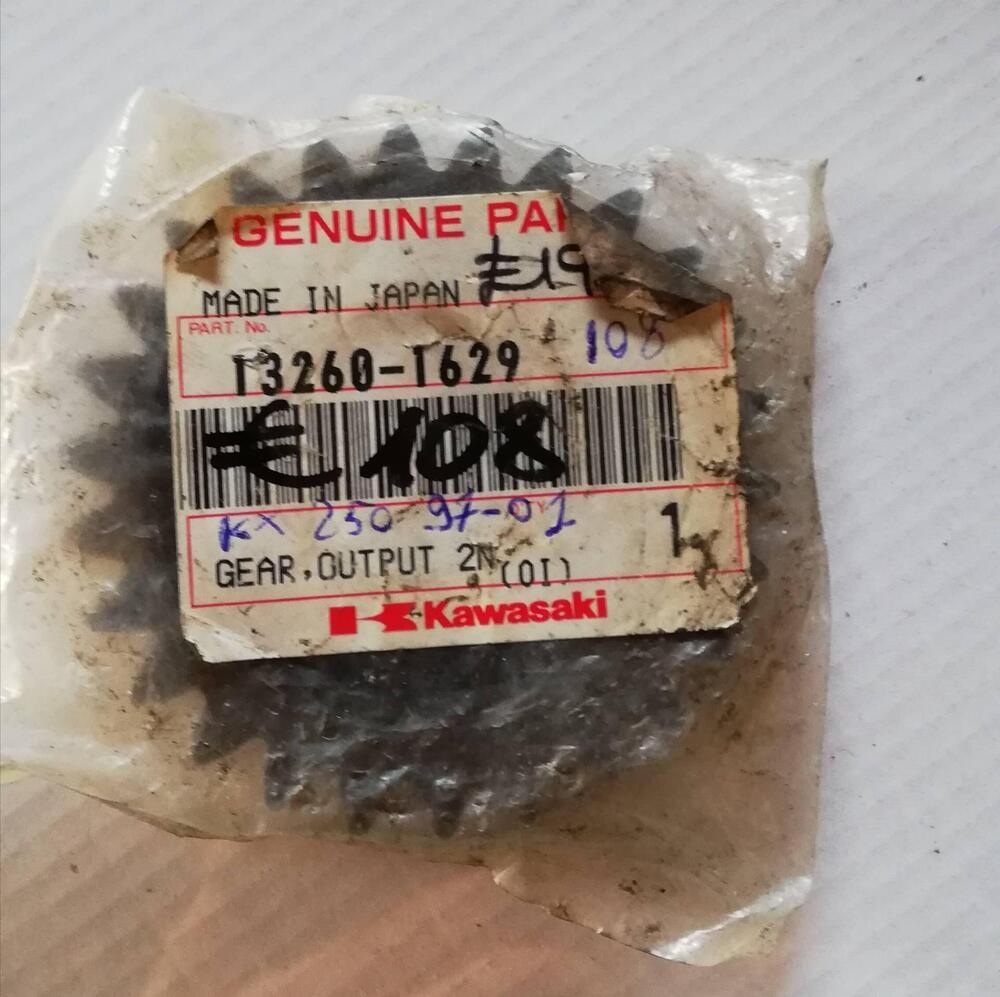 GENUINE PA
€19
MADE IN JAPAN
PART. No.
108
13260-1629
€ 108
KX 250 97-01
1
GEAR,OUTPUT 2N
(OI)
Kawasaki